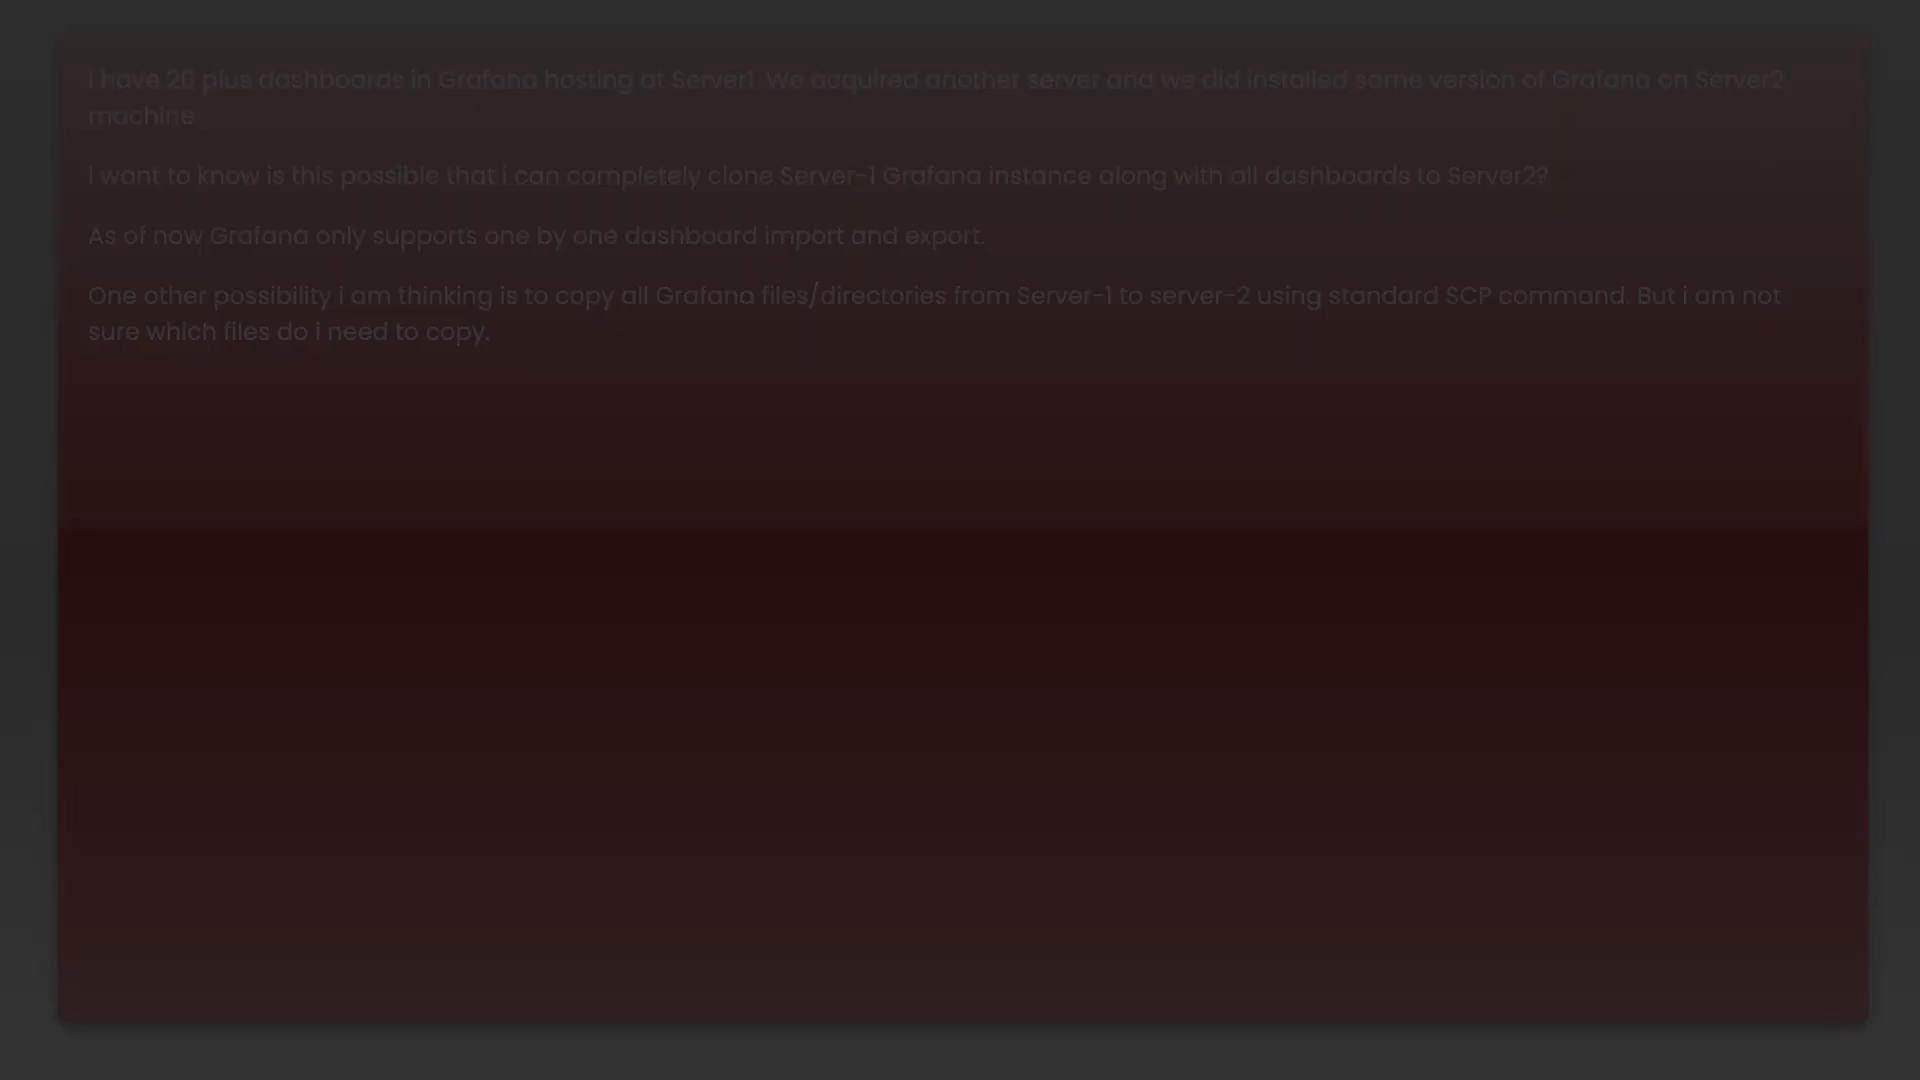 I have 20 plus dashboards in Grafana hosting at Server1. We acquired another server and we did installed same version of Grafana on Server2
machine.
I want to know is this possible that i can completely clone Server-1 Grafana instance along with all dashboards to Server2?
As of now Grafana only supports one by one dashboard import and export.
One other possibility i am thinking is to copy all Grafana files/directories from Server-1 to server-2 using standard SCP command. But i am not
sure which files do i need to copy.